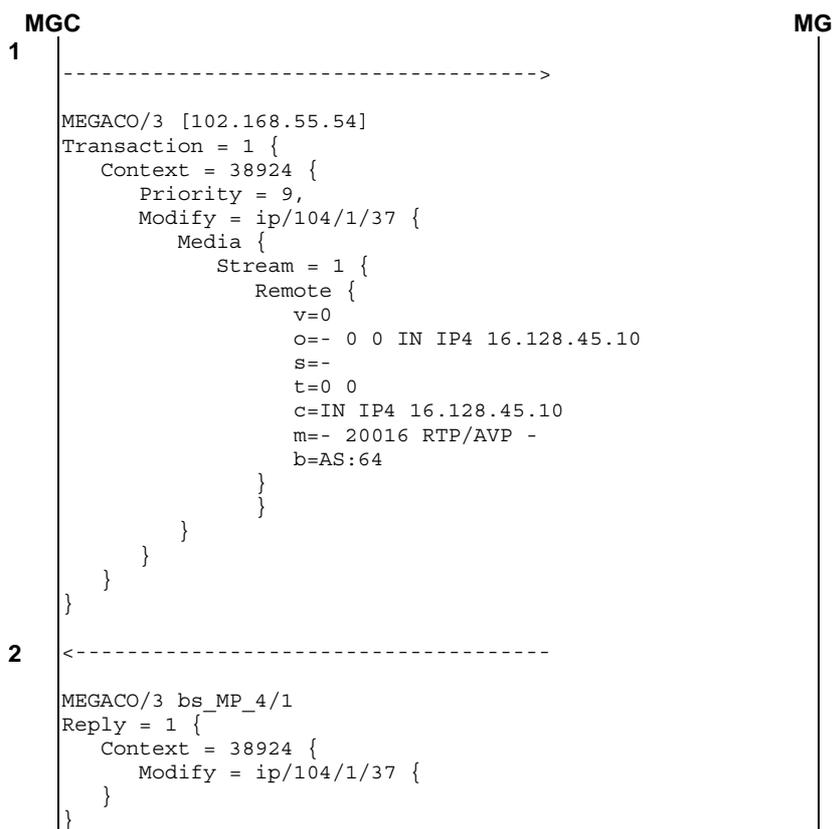 MGC MG
1
------------------------------------->
MEGACO/3 [102.168.55.54]
Transaction = 1 {
   Context = 38924 {
      Priority = 9,
      Modify = ip/104/1/37 {
         Media {
            Stream = 1 {
               Remote {
                  v=0
                  o=- 0 0 IN IP4 16.128.45.10
                  s=-
                  t=0 0
                  c=IN IP4 16.128.45.10
                  m=- 20016 RTP/AVP -
                  b=AS:64
               }
               }
         }
      }
   }
}
2 <-------------------------------------
MEGACO/3 bs_MP_4/1
Reply = 1 {
   Context = 38924 {
      Modify = ip/104/1/37 {
   }
}